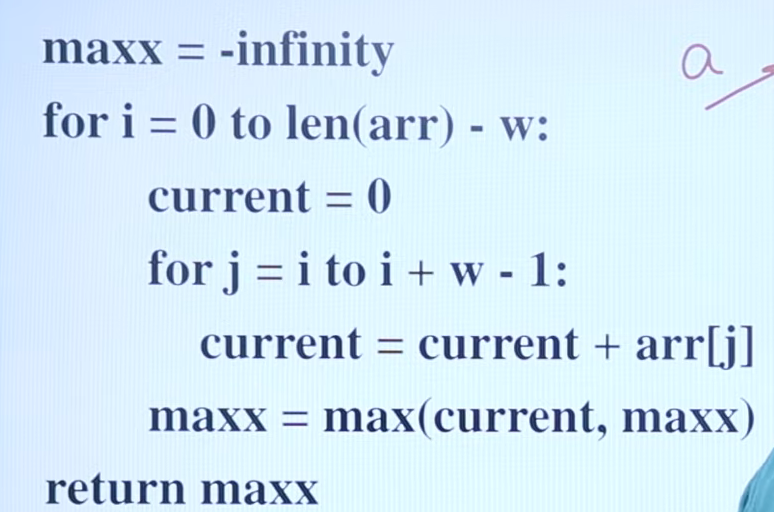 maxx = -infinity
a
for i = 0 to len(arr) - w:
current = 0
for j = i to i + w - 1:
current = current + arr[j]
maxx = max(current, maxx)
return maxx